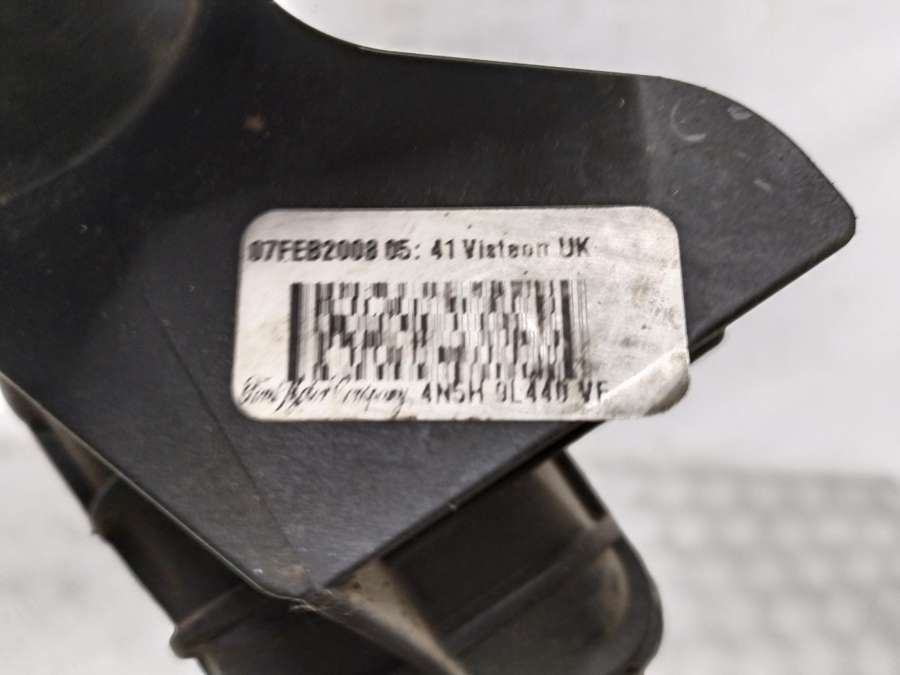 07FEB2008 05: 41 Visteon UK
Ford Motor Company 4N5H 9L440 VF